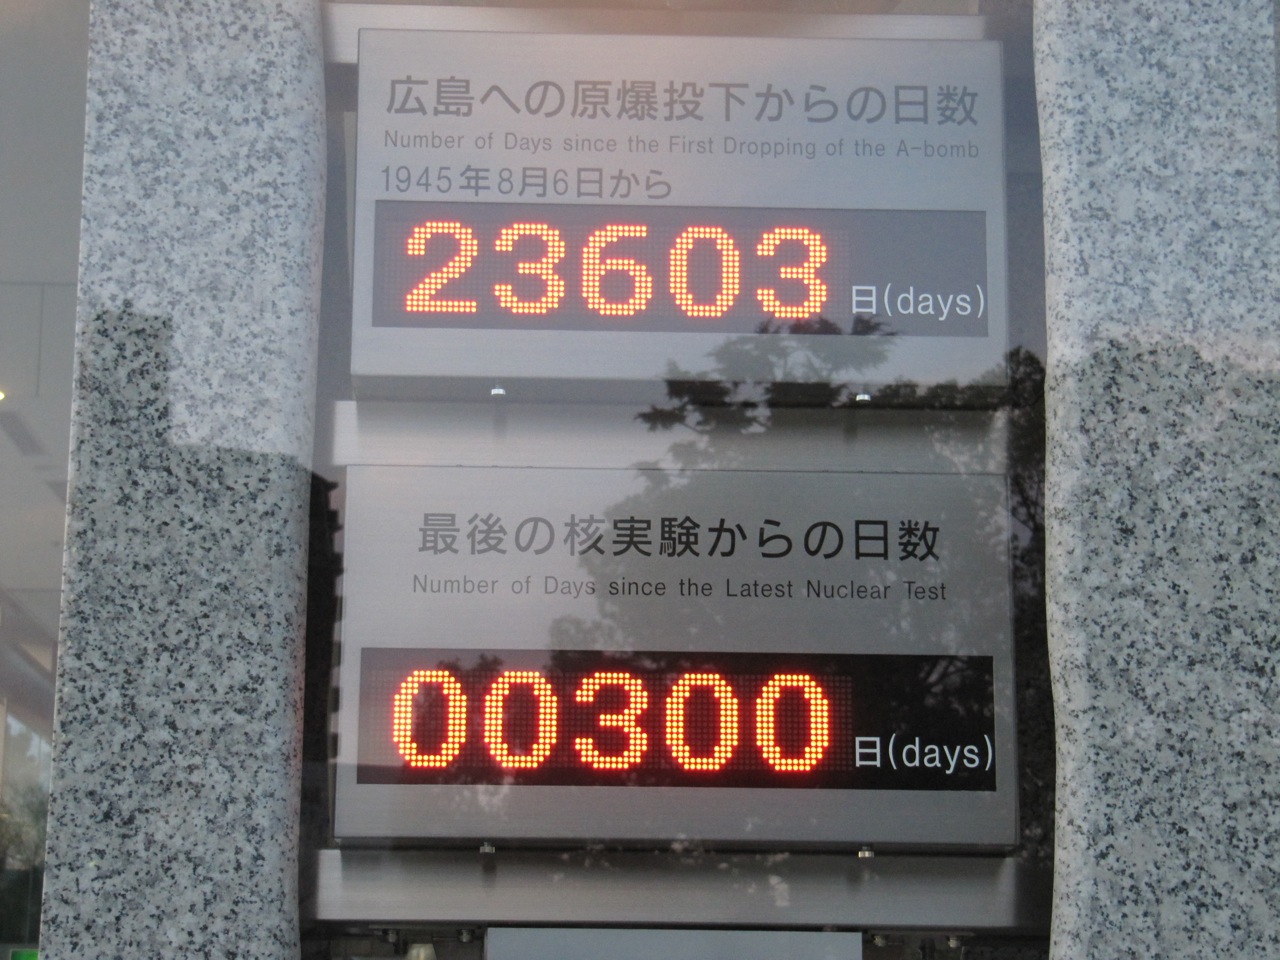 広島への原爆投下からの日数
Number of Days since the First Dropping of the A-bomb
1945年8月6日から
23603 日(days)
最後の核実験からの日数
Number of Days since the Latest Nuclear Test
00300 日(days)